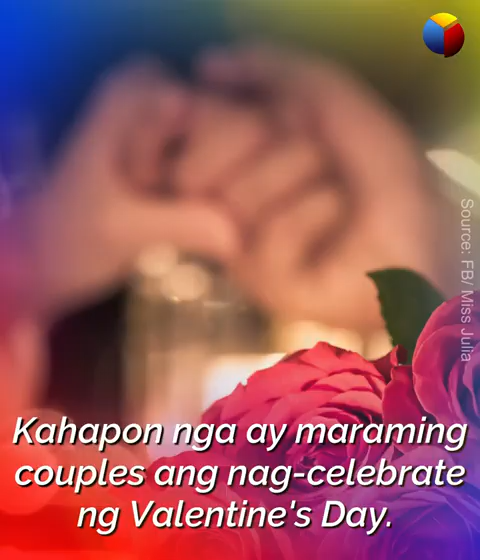 Source: FB/ Miss Julia
Kahapon nga ay maraming
couples ang nag-celebrate
ng Valentine's Day.